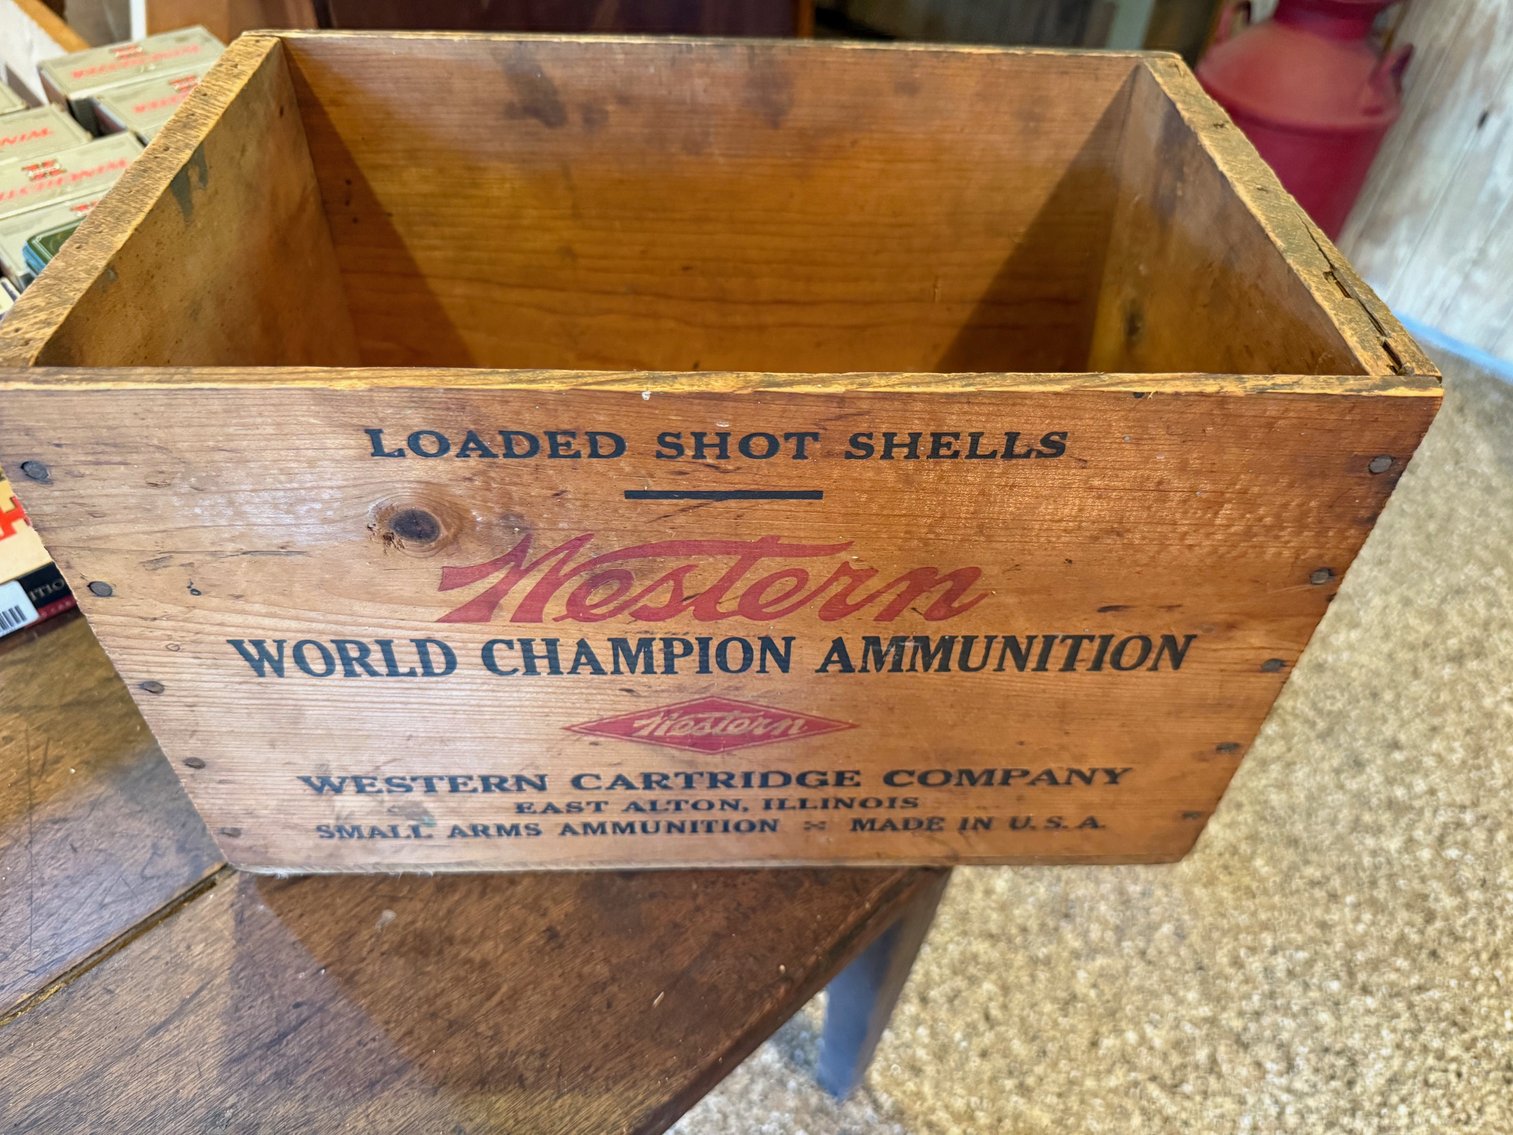 LOADED SHOT SHELLS
Western
WORLD CHAMPION AMMUNITION
Western
WESTERN CARTRIDGE COMPANY
EAST ALTON, ILLINOIS
SMALL ARMS AMMUNITION MADE IN U.S.A.